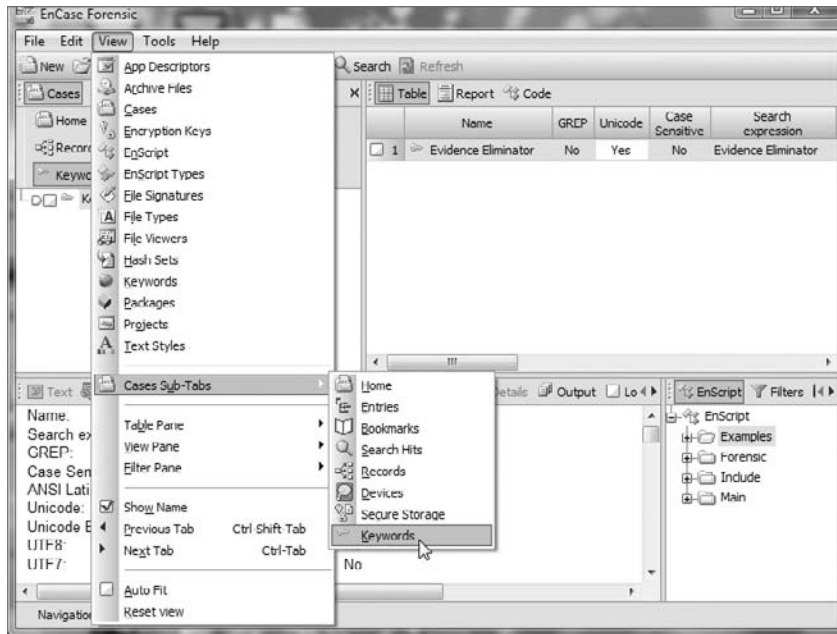 EnCase Forensic
File Edit View Tools Help
New
Search Refresh
Cases
Home
Keyw
App Descriptors
Archive Files
Cases
Encryption Keys
EnScript
EnScript Types
File Signatures
File Types
File Viewers
Hash Sets
Keywords
Packages
Projects
Text Styles
Cases Sub-Tabs
Table Pane
View Pane
Filter Pane
Show Name
Previous Tab Ctrl Shift Tab
Next Tab Ctrl-Tab
Auto Fit
Reset view
Home
Entries
Bookmarks
Search Hits
Records
Devices
Secure Storage
Keywords
Table Report Code
Name GREP Unicode Case Sensitive Search expression
1 Evidence Eliminator No Yes No Evidence Eliminator
Text
Details Output Lo
EnScript Filters
Name:
Search ex
GREP:
Case Sen
ANSI Lati
Unicode:
Unicode E
UTF8:
UTF7:
No
EnScript
Examples
Forensic
Include
Main
Navigatio